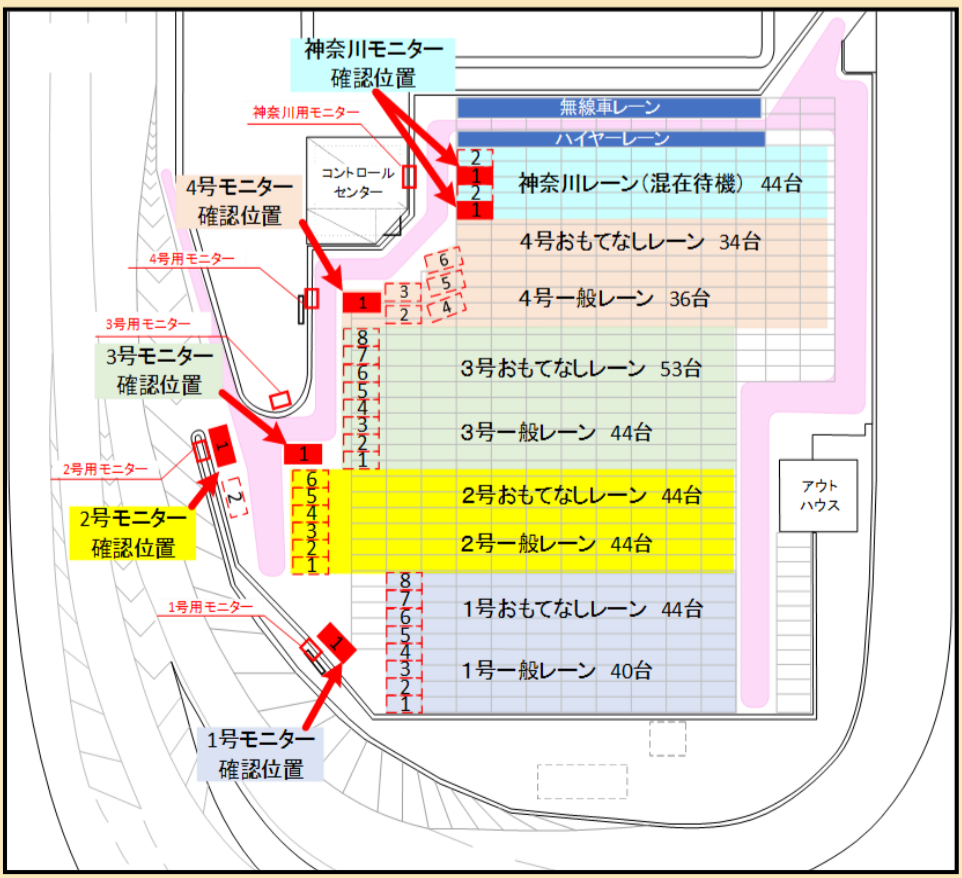 神奈川モニター
確認位置
無線車レーン
神奈川用モニター
ハイヤーレーン
コントロール
センター
2
1
2
1
神奈川レーン(混在待機) 44台
4号モニター
確認位置
4号おもてなしレーン 34台
4号用モニター
6
5
4
3
2
1
4号一般レーン 36台
3号用モニター
3号モニター
確認位置
8
7
6
5
4
3
2
1
3号おもてなしレーン 53台
3号一般レーン 44台
1
1
2
2号用モニター
2号モニター
確認位置
6
5
4
3
2
1
2号おもてなしレーン 44台
2号一般レーン 44台
アウト
ハウス
1号用モニター
1
8
7
6
5
4
3
2
1
1号おもてなしレーン 44台
1号一般レーン 40台
1号モニター
確認位置